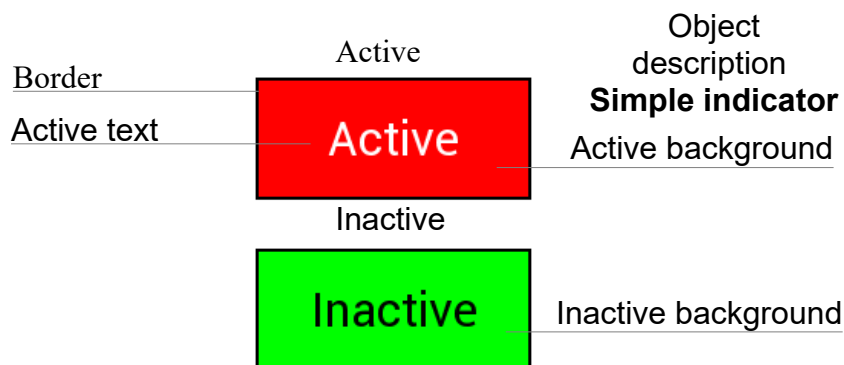 Object
description
Simple indicator
Active
Border
Active text
Active
Active background
Inactive
Inactive
Inactive background